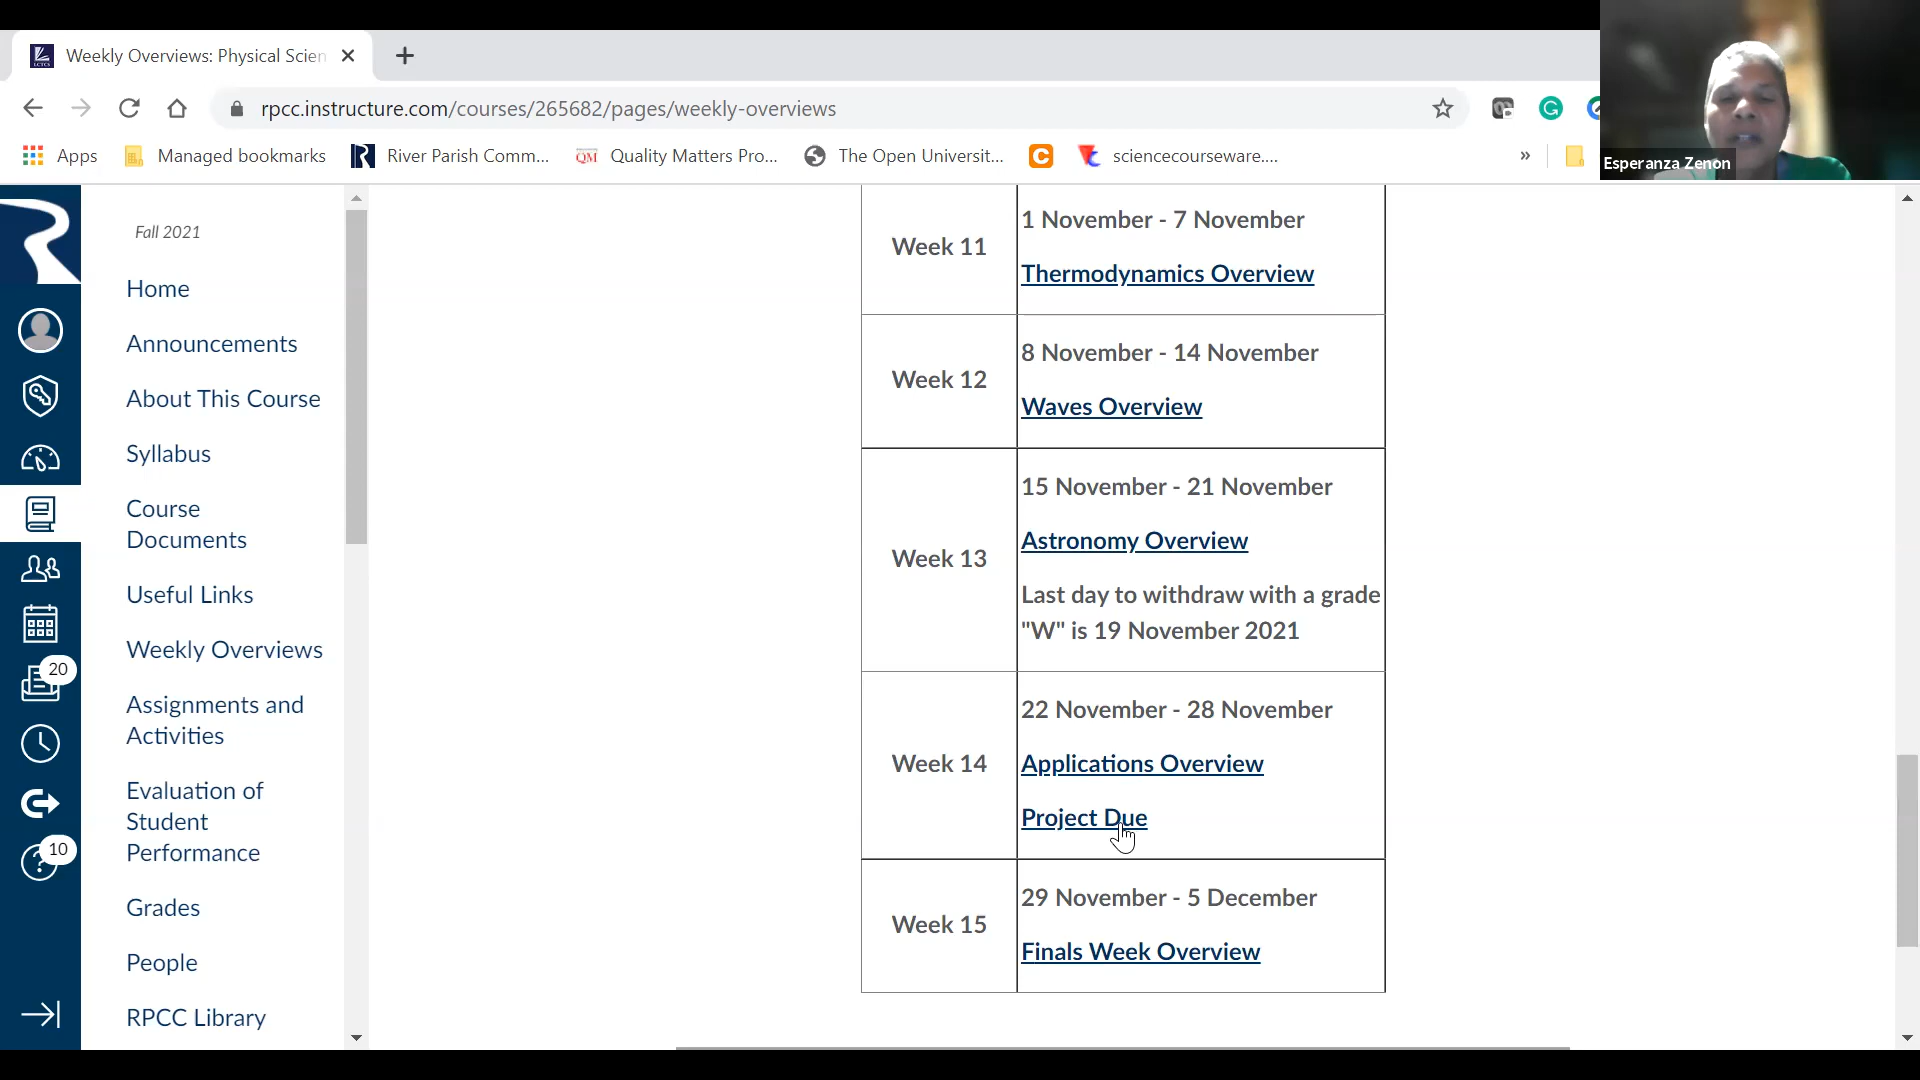 Weekly Overviews: Physical Scien
rpcc.instructure.com/courses/265682/pages/weekly-overviews
Apps
Managed bookmarks
River Parish Comm...
QM
Quality Matters Pro...
The Open Universit...
C
sciencecourseware....
»
Esperanza Zenon
LCTCS
Fall 2021
Home
Announcements
About This Course
Syllabus
Course
Documents
Useful Links
Weekly Overviews
Assignments and
Activities
Evaluation of
Student
Performance
Grades
People
RPCC Library
20
10
Week 11
1 November - 7 November
Thermodynamics Overview
Week 12
8 November - 14 November
Waves Overview
Week 13
15 November - 21 November
Astronomy Overview
Last day to withdraw with a grade
"W" is 19 November 2021
Week 14
22 November - 28 November
Applications Overview
Project Due
Week 15
29 November - 5 December
Finals Week Overview